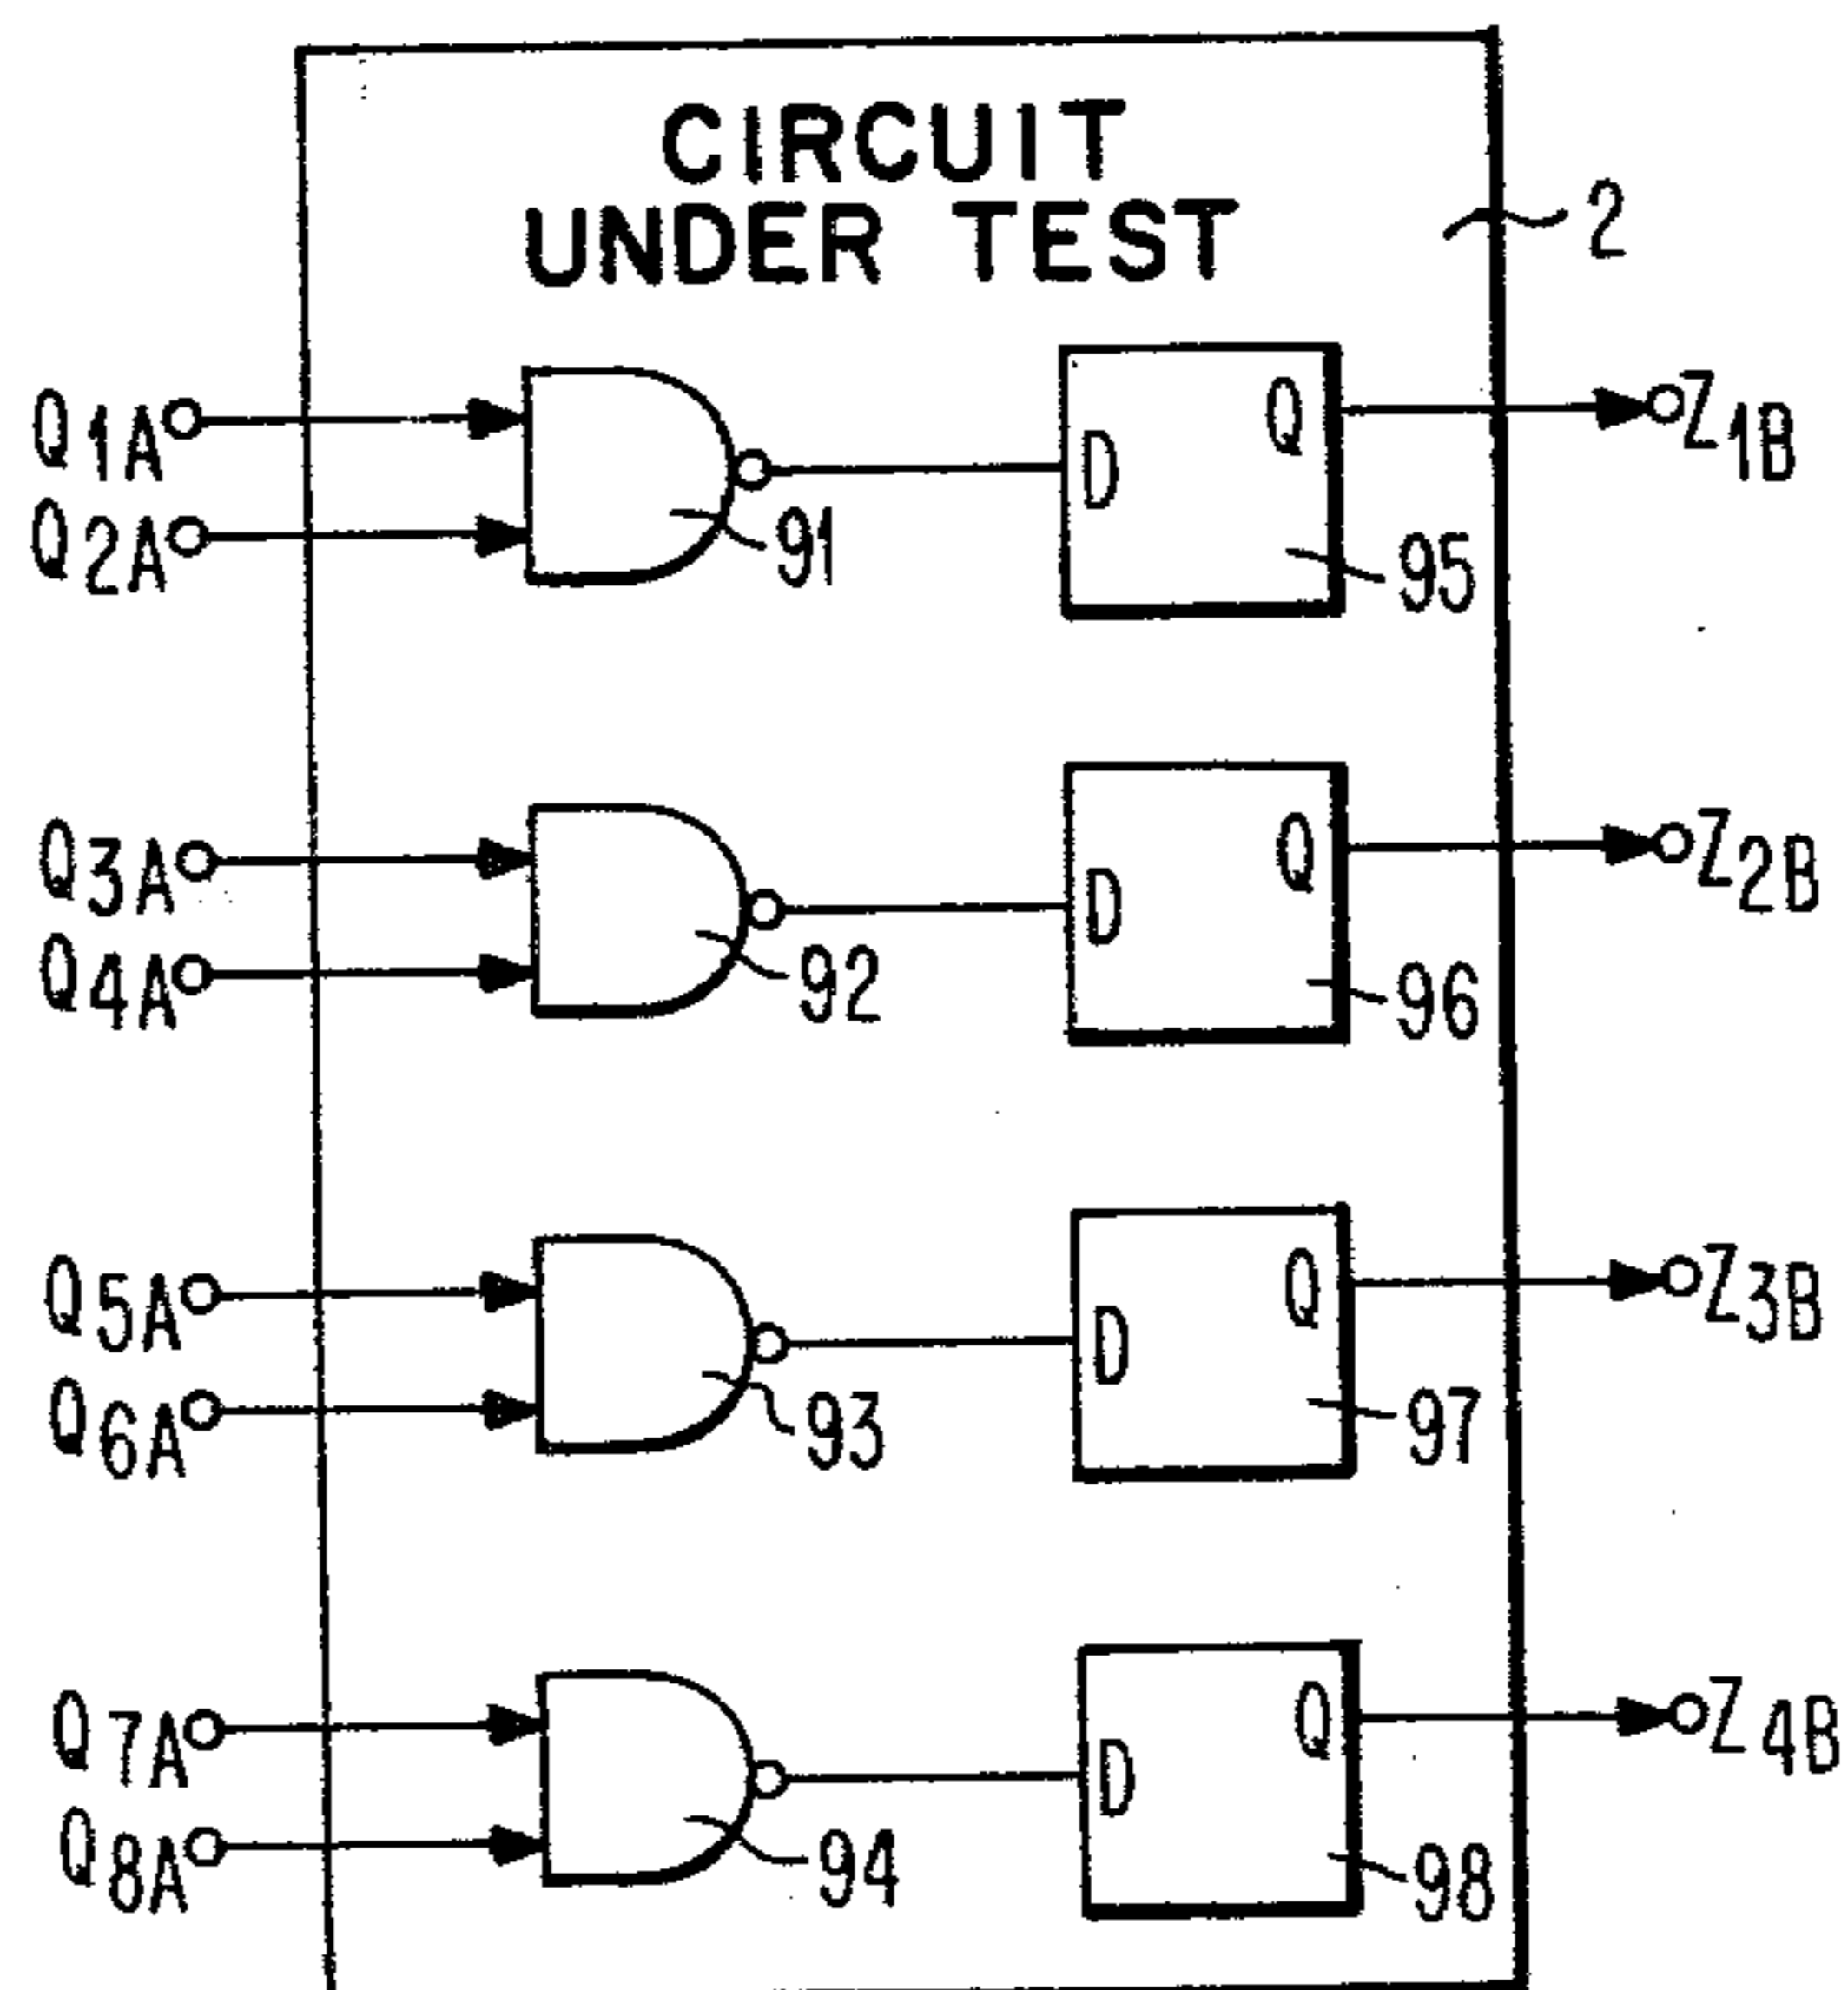 CIRCUIT
UNDER TEST
2
Q1A
Q2A
91
D
Q
95
Z1B
Q3A
Q4A
92
D
Q
96
Z2B
Q5A
Q6A
93
D
Q
97
Z3B
Q7A
Q8A
94
D
Q
98
Z4B